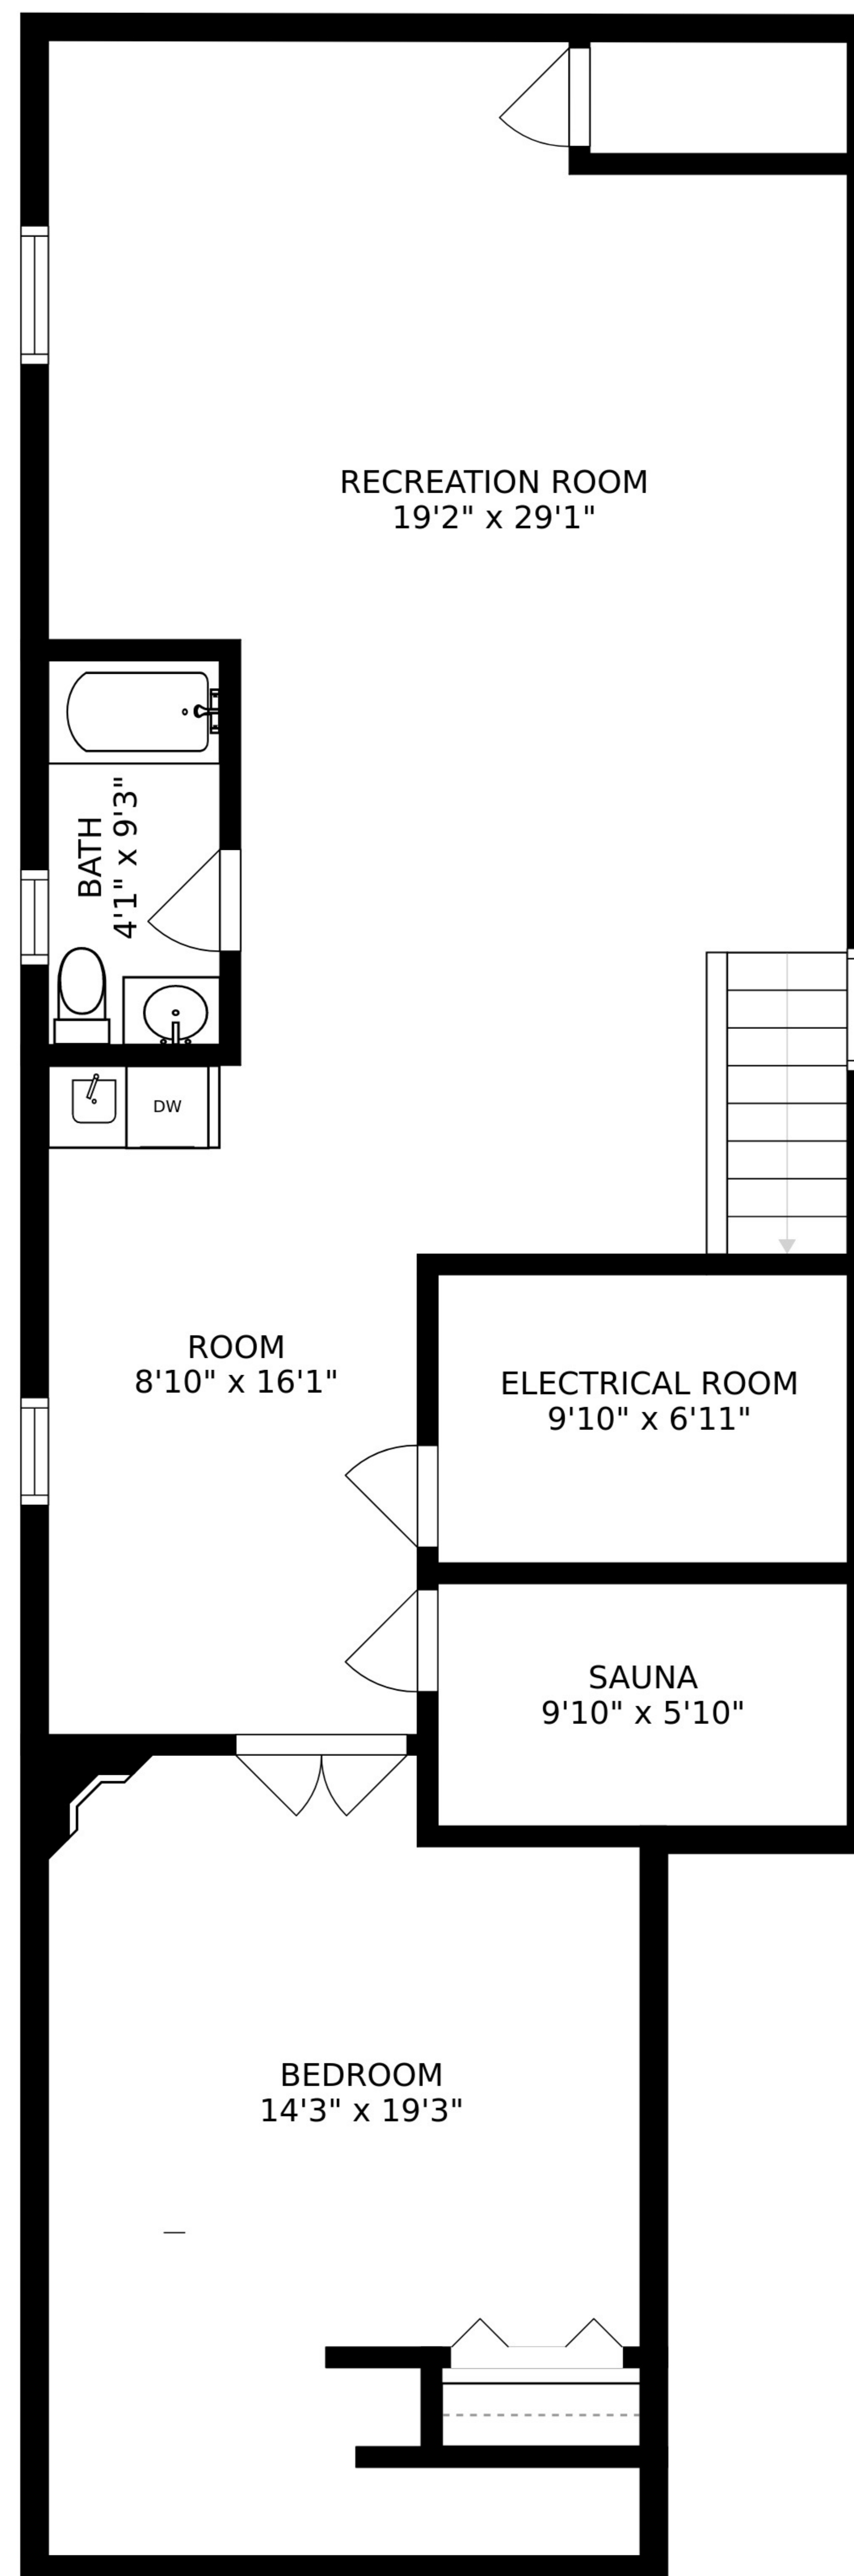 RECREATION ROOM
19'2" x 29'1"
BATH
4'1" x 9'3"
DW
ROOM
8'10" x 16'1"
ELECTRICAL ROOM
9'10" x 6'11"
SAUNA
9'10" x 5'10"
BEDROOM
14'3" x 19'3"